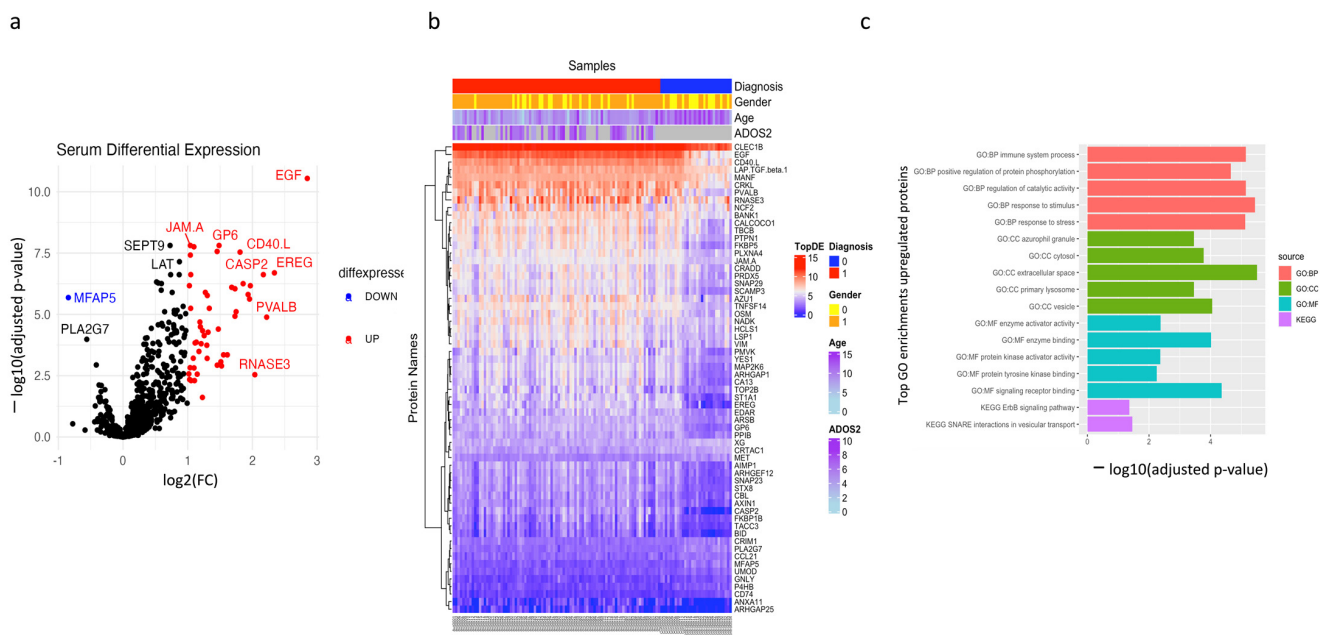 a
b
c
Serum Differential Expression
− log10(adjusted p-value)
10.0
7.5
5.0
2.5
0.0
-1
0
1
2
3
log2(FC)
EGF
JAM.A
GP6
SEPT9
CD40.L
LAT
CASP2
EREG
MFAP5
PVALB
PLA2G7
RNASE3
diffexpresse
DOWN
UP
Samples
Diagnosis
Gender
Age
ADOS2
Protein Names
CLEC1B
EGF
CD40.L
LAP.TGF.beta.1
MANF
CRKL
PVALB
RNASE3
NCF2
BANK1
CALCOCO1
TBCB
PTPN1
FKBP5
PLXNA4
JAM.A
CRADD
PRDX5
SNAP29
SCAMP3
AZU1
TNFSF14
OSM
NADK
HCLS1
LSP1
VIM
PMVK
YES1
MAP2K6
ARHGAP1
CA13
TOP2B
ST1A1
EREG
EDAR
ARSB
GP6
PPIB
XG
CRTAC1
MET
AIMP1
ARHGEF12
SNAP23
STX8
CBL
AXIN1
CASP2
FKBP1B
TACC3
BID
CRIM1
PLA2G7
CCL21
MFAP5
UMOD
GNLY
P4HB
CD74
ANXA11
ARHGAP25
TopDE
15
10
5
0
Diagnosis
0
1
Gender
0
1
Age
15
10
5
0
ADOS2
10
8
6
4
2
0
Top GO enrichments upregulated proteins
GO:BP immune system process
GO:BP positive regulation of protein phosphorylation
GO:BP regulation of catalytic activity
GO:BP response to stimulus
GO:BP response to stress
GO:CC azurophil granule
GO:CC cytosol
GO:CC extracellular space
GO:CC primary lysosome
GO:CC vesicle
GO:MF enzyme activator activity
GO:MF enzyme binding
GO:MF protein kinase activator activity
GO:MF protein tyrosine kinase binding
GO:MF signaling receptor binding
KEGG ErbB signaling pathway
KEGG SNARE interactions in vesicular transport
0
2
4
− log10(adjusted p-value)
source
GO:BP
GO:CC
GO:MF
KEGG